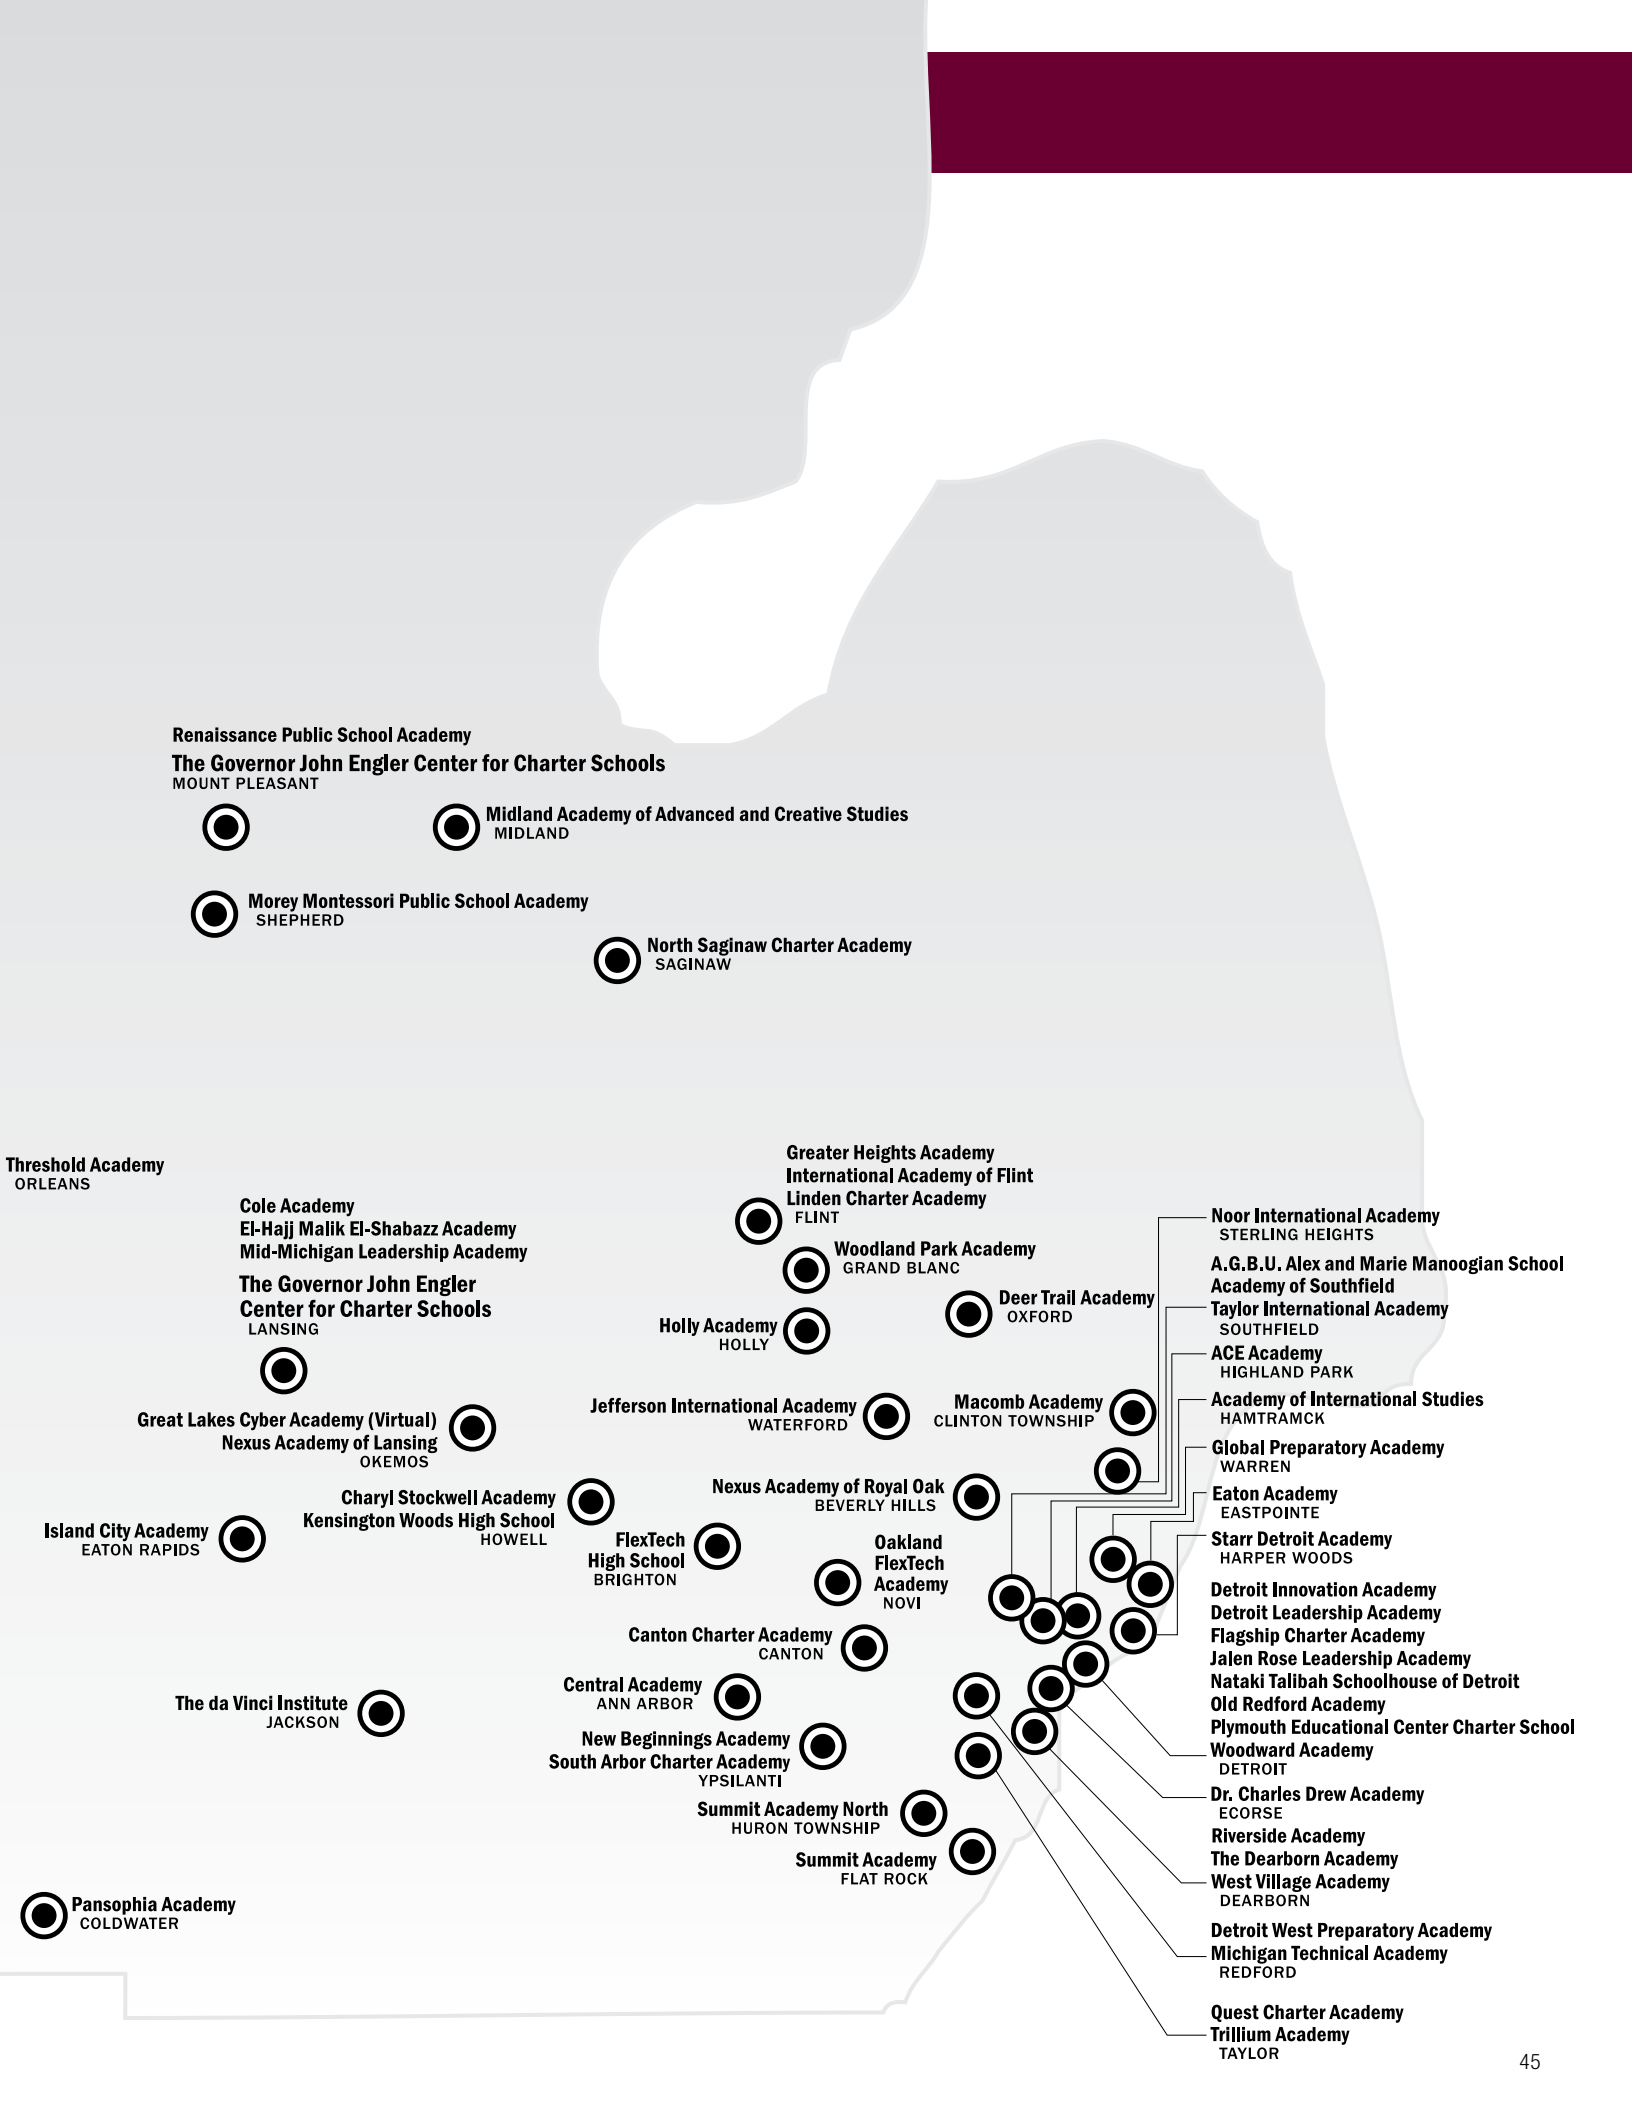 Renaissance Public School Academy
The Governor John Engler Center for Charter Schools
MOUNT PLEASANT
Midland Academy of Advanced and Creative Studies
MIDLAND
Morey Montessori Public School Academy
SHEPHERD
North Saginaw Charter Academy
SAGINAW
Threshold Academy
ORLEANS
Cole Academy
El-Hajj Malik El-Shabazz Academy
Mid-Michigan Leadership Academy
The Governor John Engler
Center for Charter Schools
LANSING
Greater Heights Academy
International Academy of Flint
Linden Charter Academy
FLINT
Woodland Park Academy
GRAND BLANC
Deer Trail Academy
OXFORD
Holly Academy
HOLLY
Jefferson International Academy
WATERFORD
Macomb Academy
CLINTON TOWNSHIP
Great Lakes Cyber Academy (Virtual)
Nexus Academy of Lansing
OKEMOS
Nexus Academy of Royal Oak
BEVERLY HILLS
Charyl Stockwell Academy
Kensington Woods High School
HOWELL
Island City Academy
EATON RAPIDS
FlexTech
High School
BRIGHTON
Oakland
FlexTech
Academy
NOVI
Canton Charter Academy
CANTON
Central Academy
ANN ARBOR
The da Vinci Institute
JACKSON
New Beginnings Academy
South Arbor Charter Academy
YPSILANTI
Summit Academy North
HURON TOWNSHIP
Summit Academy
FLAT ROCK
Pansophia Academy
COLDWATER
Noor International Academy
STERLING HEIGHTS
A.G.B.U. Alex and Marie Manoogian School
Academy of Southfield
Taylor International Academy
SOUTHFIELD
ACE Academy
HIGHLAND PARK
Academy of International Studies
HAMTRAMCK
Global Preparatory Academy
WARREN
Eaton Academy
EASTPOINTE
Starr Detroit Academy
HARPER WOODS
Detroit Innovation Academy
Detroit Leadership Academy
Flagship Charter Academy
Jalen Rose Leadership Academy
Nataki Talibah Schoolhouse of Detroit
Old Redford Academy
Plymouth Educational Center Charter School
Woodward Academy
DETROIT
Dr. Charles Drew Academy
ECORSE
Riverside Academy
The Dearborn Academy
West Village Academy
DEARBORN
Detroit West Preparatory Academy
Michigan Technical Academy
REDFORD
Quest Charter Academy
Trillium Academy
TAYLOR
45